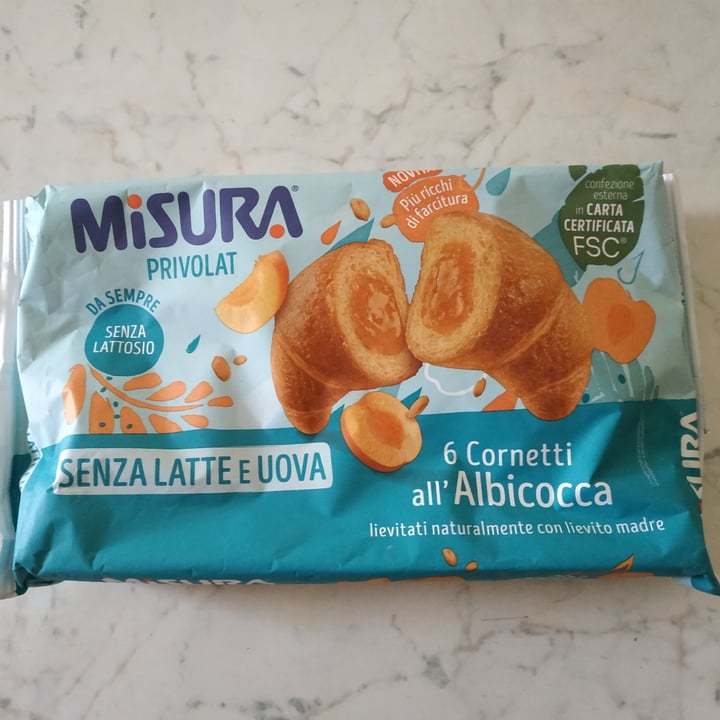 MiSURA®
PRIVOLAT
DA SEMPRE
SENZA
LATTOSIO
NOVITÀ
Più ricchi
di farcitura
confezione
esterna
in CARTA
CERTIFICATA
FSC®
SENZA LATTE E UOVA
6 Cornetti
all'Albicocca
lievitati naturalmente con lievito madre
MiSURA